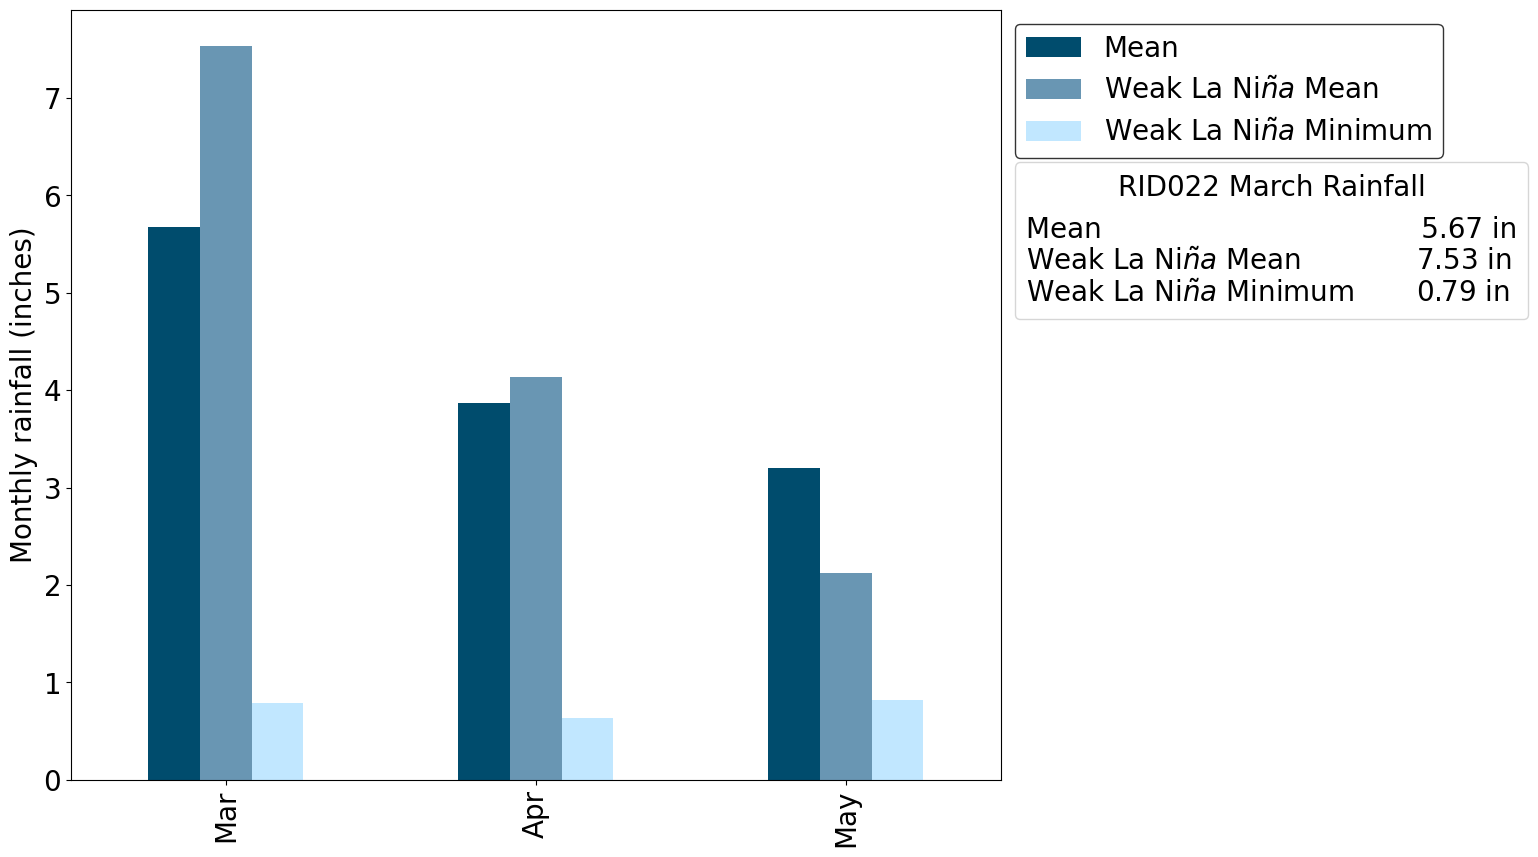 Monthly rainfall (inches)
7
6
5
4
3
2
1
0
Mar
Apr
May
Mean
Weak La Niña Mean
Weak La Niña Minimum
RID022 March Rainfall
Mean 5.67 in
Weak La Niña Mean 7.53 in
Weak La Niña Minimum 0.79 in